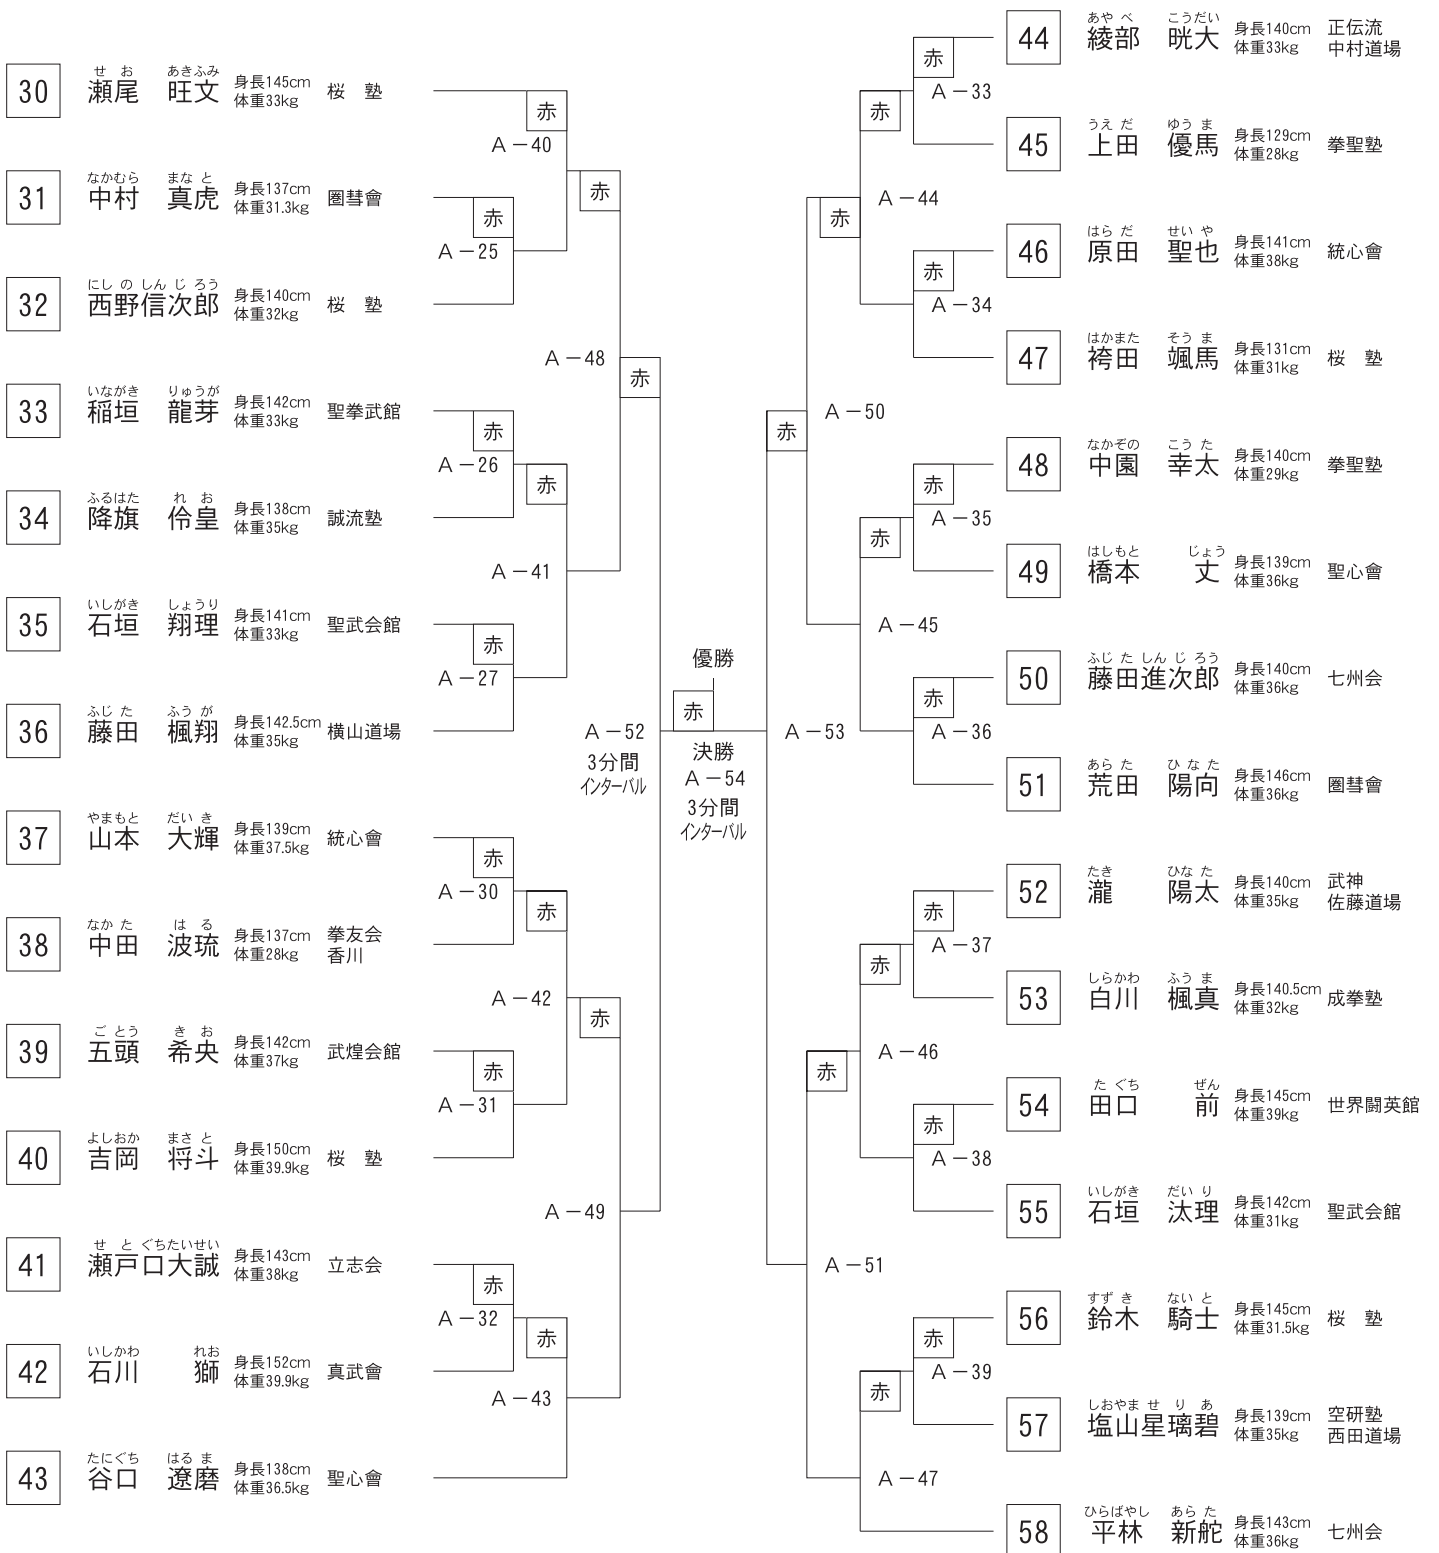 30
せ お あきふみ
瀬尾 旺文
身長145cm
体重33kg
桜 塾
31
なかむら まな と
中村 真虎
身長137cm
体重31.3kg
圏彗會
32
にし の しん じ ろう
西野信次郎
身長140cm
体重32kg
桜 塾
33
いながき りゅうが
稲垣 龍芽
身長142cm
体重33kg
聖拳武館
34
ふるはた れ お
降旗 伶皇
身長138cm
体重35kg
誠流塾
35
いしがき しょうり
石垣 翔理
身長141cm
体重33kg
聖武会館
36
ふじ た ふう が
藤田 楓翔
身長142.5cm
体重35kg
横山道場
37
やまもと だい き
山本 大輝
身長139cm
体重37.5kg
統心會
38
なか た は る
中田 波琉
身長137cm
体重28kg
拳友会
香川
39
ご とう き お
五頭 希央
身長142cm
体重37kg
武煌会館
40
よしおか まさ と
吉岡 将斗
身長150cm
体重39.9kg
桜 塾
41
せ と ぐちたいせい
瀬戸口大誠
身長143cm
体重38kg
立志会
42
いしかわ れお
石川 獅
身長152cm
体重39.9kg
真武會
43
たにぐち はる ま
谷口 遼磨
身長138cm
体重36.5kg
聖心會
赤
A－40
赤
赤
A－25
A－48
赤
赤
A－26
赤
A－41
赤
A－27
A－52
3分間
インターバル
赤
A－30
赤
A－42
赤
赤
A－31
A－49
赤
A－32
赤
A－43
優勝
赤
決勝
A－54
3分間
インターバル
赤
A－33
赤
A－44
赤
赤
A－34
A－50
赤
赤
A－35
赤
A－45
赤
A－36
A－53
赤
A－37
赤
A－46
赤
赤
A－38
A－51
赤
A－39
赤
A－47
44
あや べ こうだい
綾部 晄大
身長140cm
体重33kg
正伝流
中村道場
45
うえ だ ゆう ま
上田 優馬
身長129cm
体重28kg
拳聖塾
46
はら だ せい や
原田 聖也
身長141cm
体重38kg
統心會
47
はかまた そう ま
袴田 颯馬
身長131cm
体重31kg
桜 塾
48
なかぞの こう た
中園 幸太
身長140cm
体重29kg
拳聖塾
49
はしもと じょう
橋本 丈
身長139cm
体重36kg
聖心會
50
ふじ た しん じ ろう
藤田進次郎
身長140cm
体重36kg
七州会
51
あら た ひ な た
荒田 陽向
身長146cm
体重36kg
圏彗會
52
たき ひな た
瀧 陽太
身長140cm
体重35kg
武神
佐藤道場
53
しらかわ ふう ま
白川 楓真
身長140.5cm
体重32kg
成拳塾
54
た ぐち ぜん
田口 前
身長145cm
体重39kg
世界闘英館
55
いしがき だい り
石垣 汰理
身長142cm
体重31kg
聖武会館
56
すず き ない と
鈴木 騎士
身長145cm
体重31.5kg
桜 塾
57
しおやま せ り あ
塩山星璃碧
身長139cm
体重35kg
空研塾
西田道場
58
ひらばやし あら た
平林 新舵
身長143cm
体重36kg
七州会